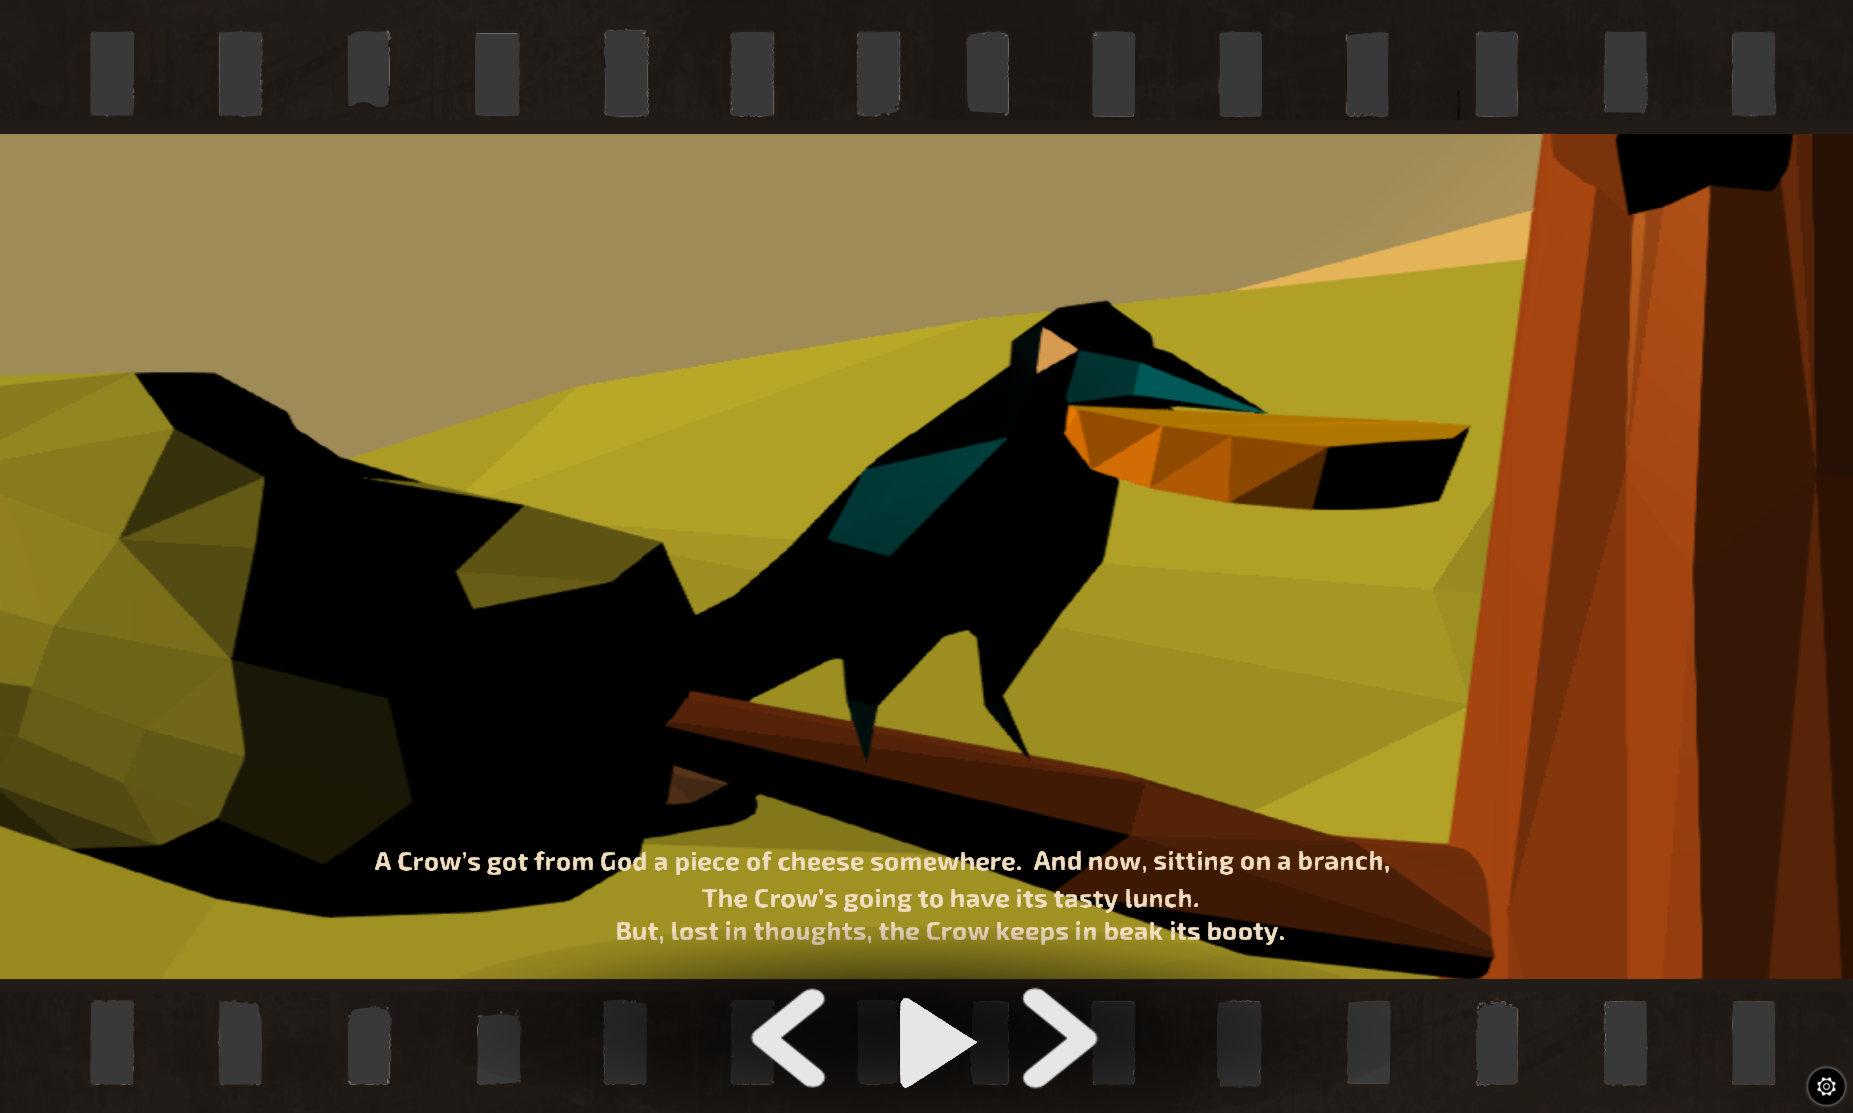 A Crow's got from God a piece of cheese somewhere. And now, sitting on a branch,
The Crow's going to have its tasty lunch.
But, lost in thoughts, the Crow keeps in beak its booty.